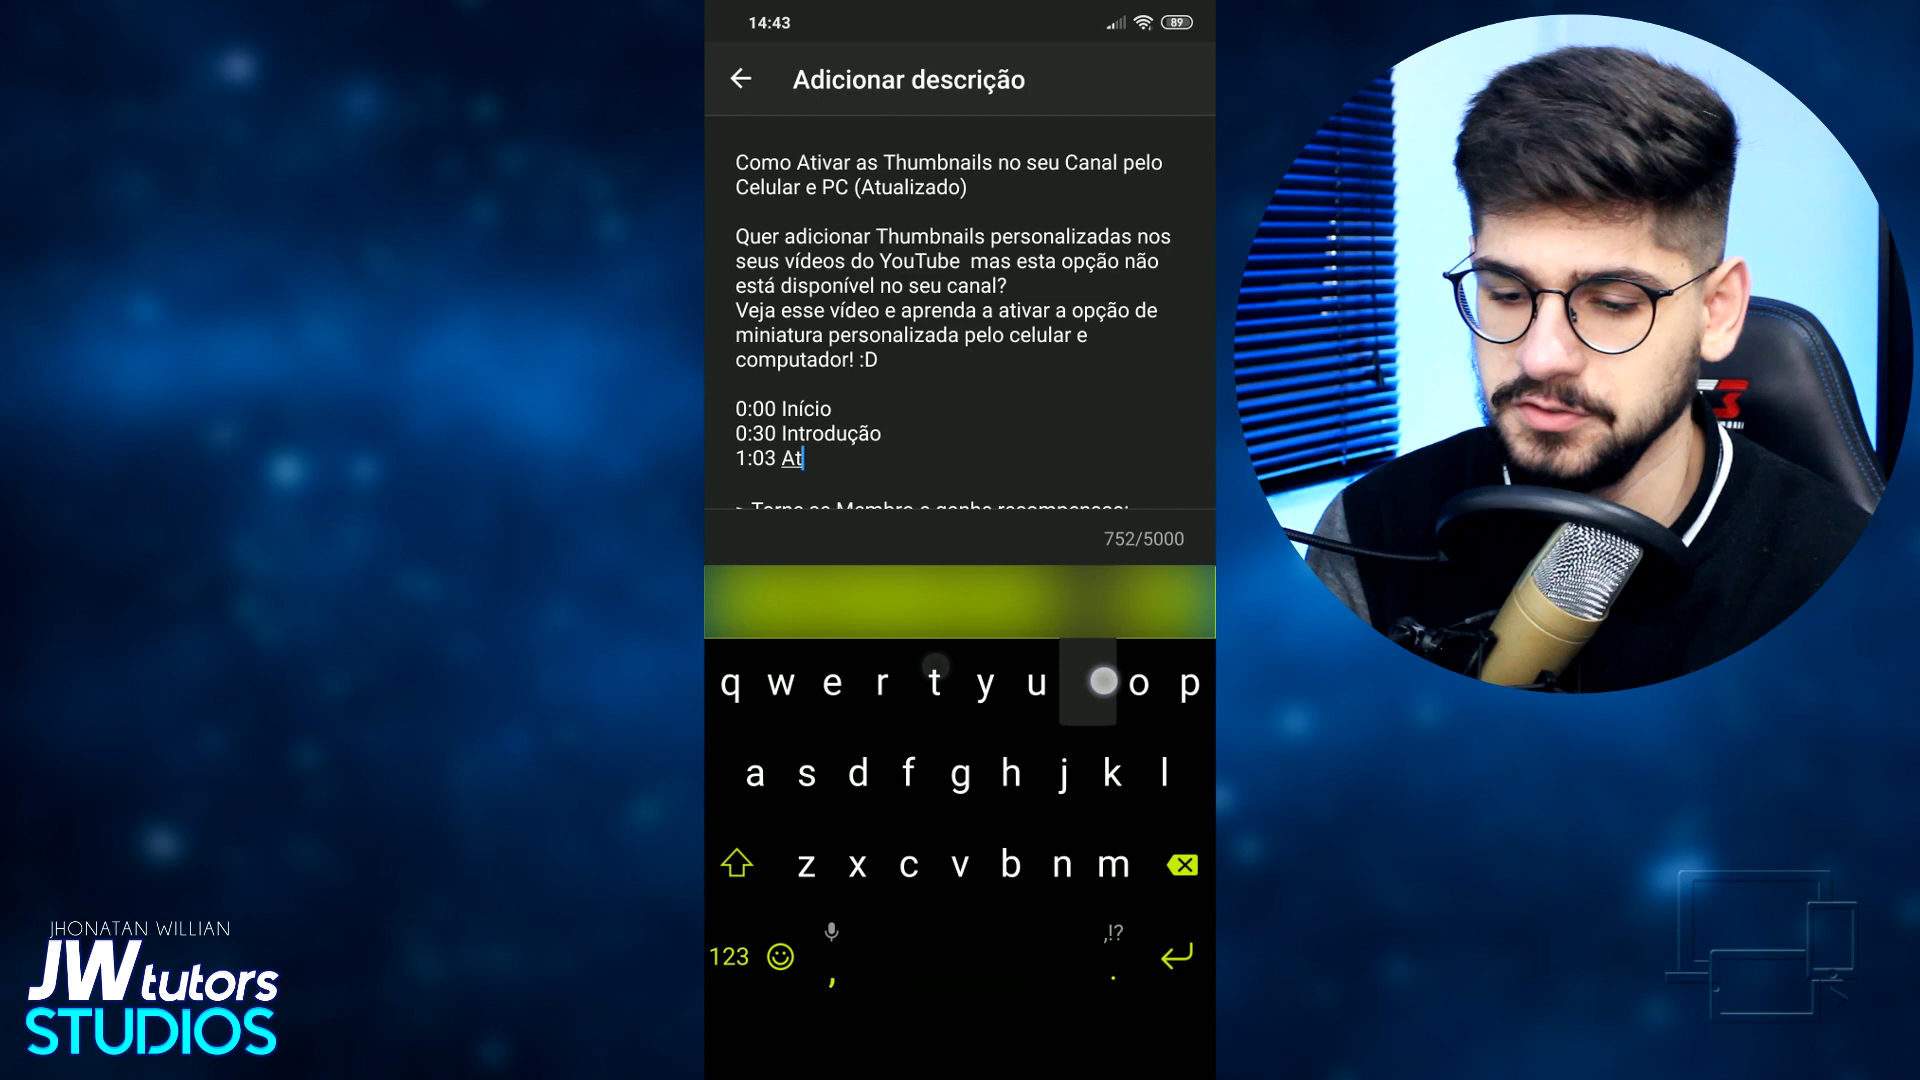 14:43
89
Adicionar descrição
Como Ativar as Thumbnails no seu Canal pelo
Celular e PC (Atualizado)
Quer adicionar Thumbnails personalizadas nos
seus vídeos do YouTube  mas esta opção não
está disponível no seu canal?
Veja esse vídeo e aprenda a ativar a opção de
miniatura personalizada pelo celular e
computador! :D
0:00 Início
0:30 Introdução
1:03 At
752/5000
q w e r t y u o p
a s d f g h j k l
z x c v b n m
123 , ,!? .
JHONATAN WILLIAN
JW tutors
STUDIOS